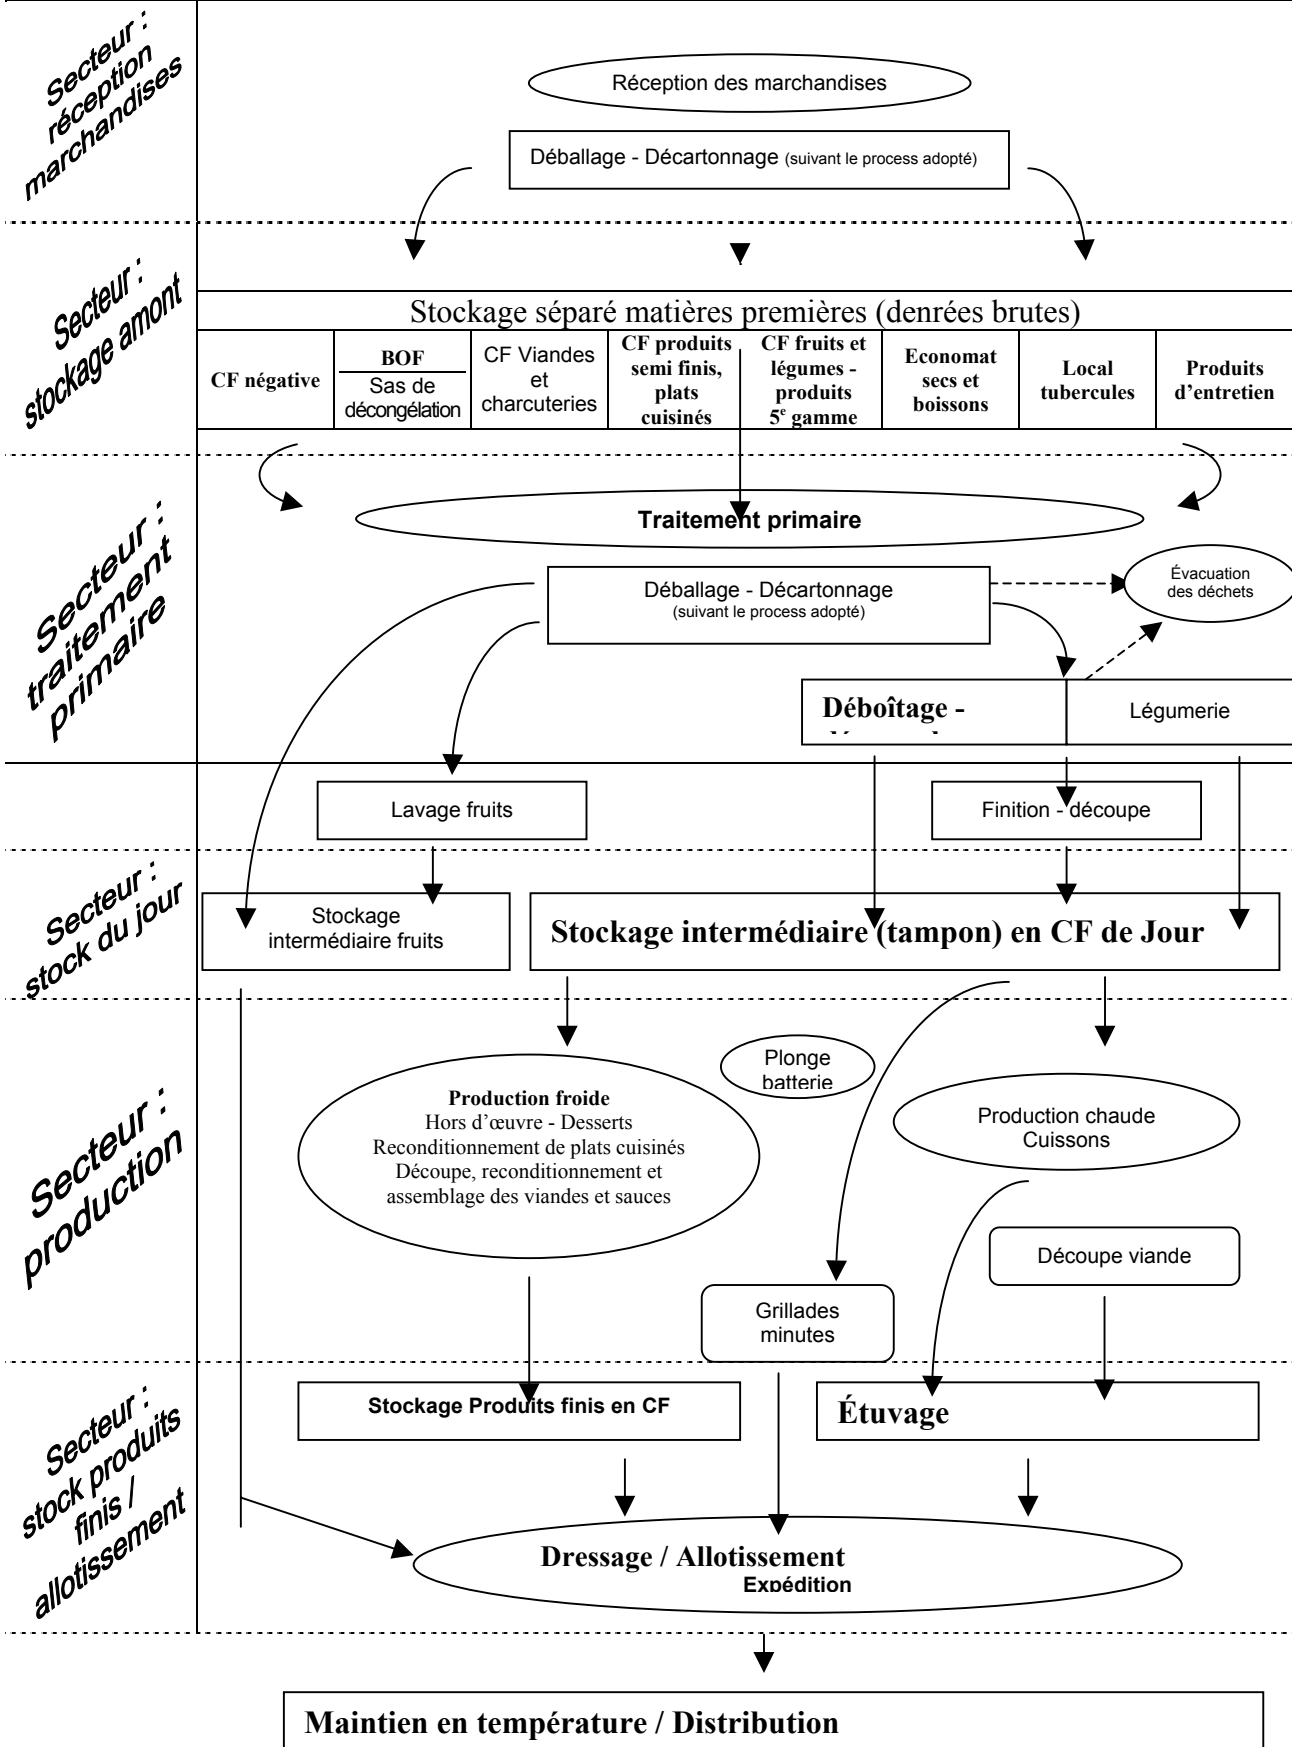 Secteur :
réception
marchandises
Réception des marchandises
Déballage - Décartonnage (suivant le process adopté)
Secteur :
stockage amont
Stockage séparé matières premières (denrées brutes)
CF négative
BOF
Sas de
décongélation
CF Viandes
et
charcuteries
CF produits
semi finis,
plats
cuisinés
CF fruits et
légumes -
produits
5e gamme
Economat
secs et
boissons
Local
tubercules
Produits
d’entretien
Secteur :
traitement
primaire
Traitement primaire
Déballage - Décartonnage
(suivant le process adopté)
Évacuation
des déchets
Déboîtage -
Légumerie
Lavage fruits
Finition - découpe
Secteur :
stock du jour
Stockage
intermédiaire fruits
Stockage intermédiaire (tampon) en CF de Jour
Secteur :
production
Plonge
batterie
Production froide
Hors d’œuvre - Desserts
Reconditionnement de plats cuisinés
Découpe, reconditionnement et
assemblage des viandes et sauces
Production chaude
Cuissons
Découpe viande
Grillades
minutes
Secteur :
stock produits
finis /
allotissement
Stockage Produits finis en CF
Étuvage
Dressage / Allotissement
Expédition
Maintien en température / Distribution